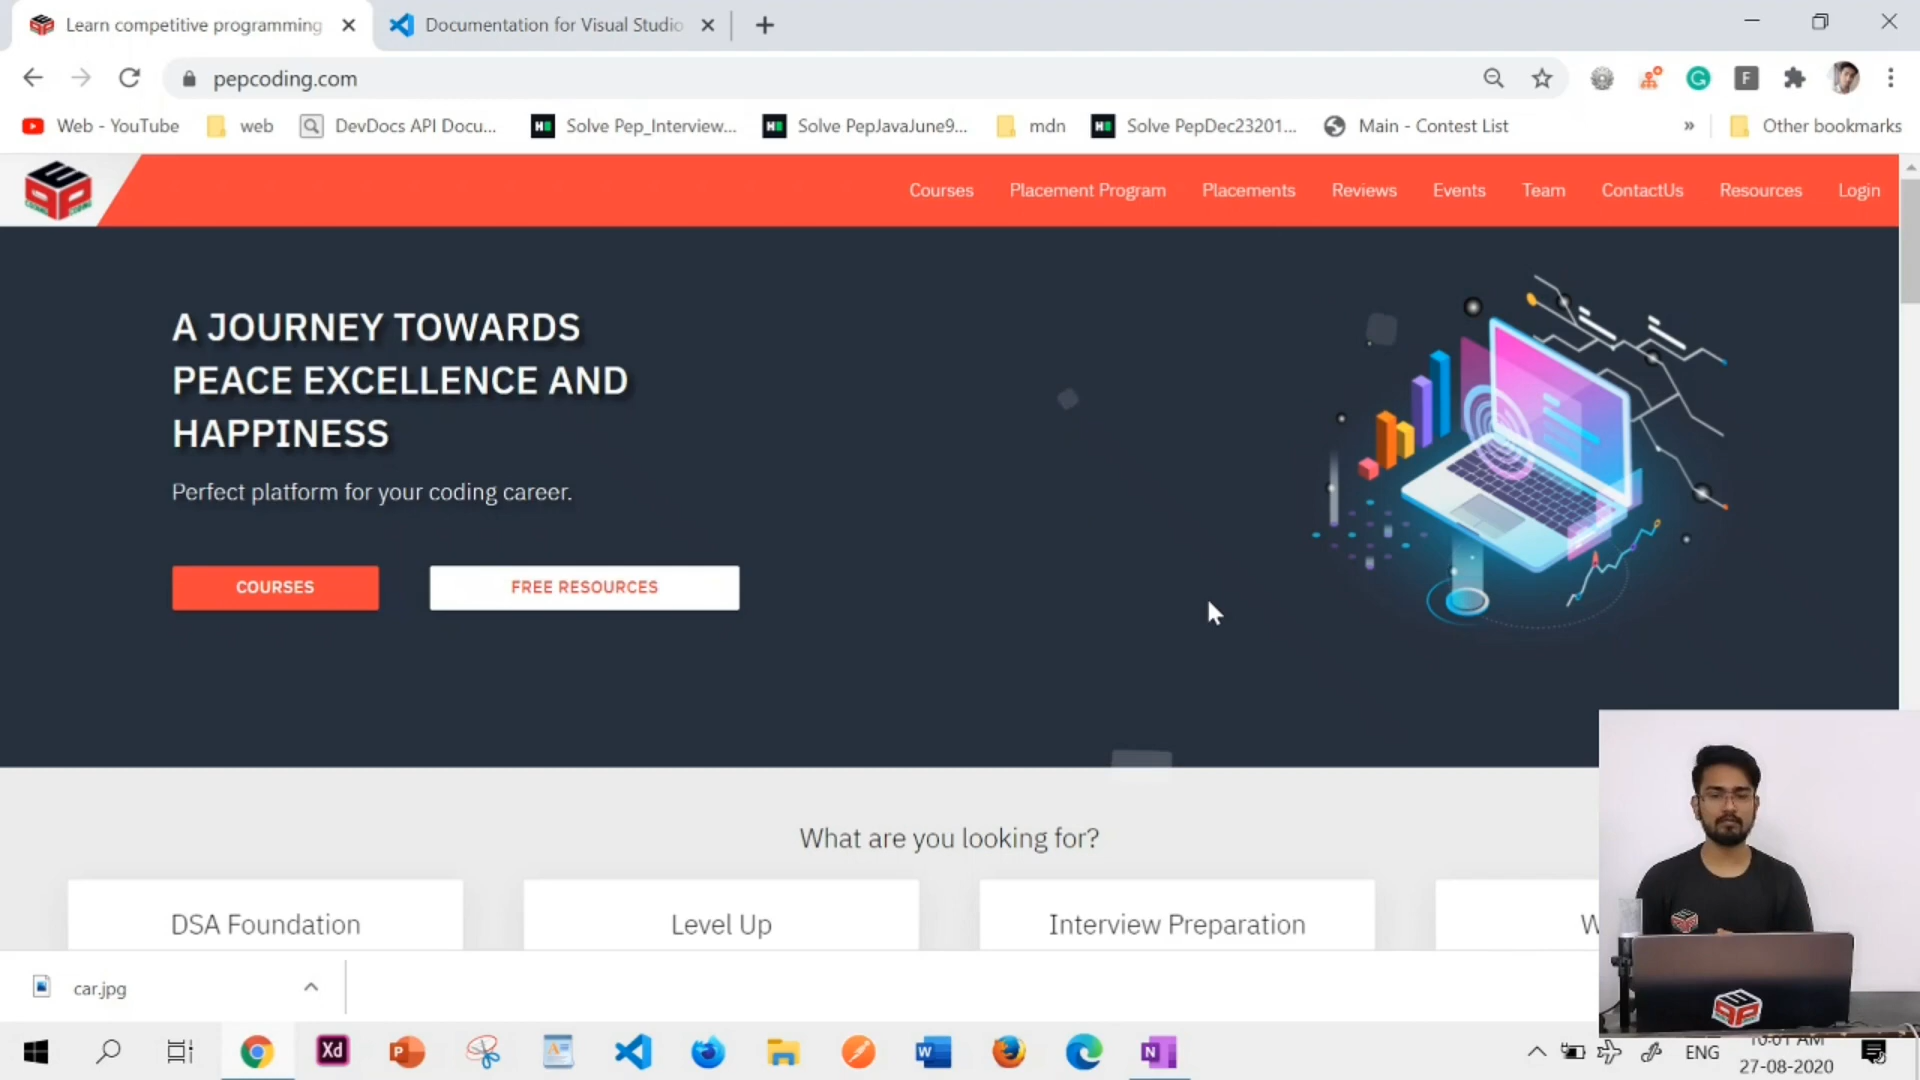 Learn competitive programming
Documentation for Visual Studio
pepcoding.com
Web - YouTube
web
DevDocs API Docu...
Solve Pep_Interview...
Solve PepJavaJune9...
mdn
Solve PepDec23201...
Main - Contest List
»
Other bookmarks
Courses
Placement Program
Placements
Reviews
Events
Team
ContactUs
Resources
Login
A JOURNEY TOWARDS
PEACE EXCELLENCE AND
HAPPINESS
Perfect platform for your coding career.
COURSES
FREE RESOURCES
What are you looking for?
DSA Foundation
Level Up
Interview Preparation
W
car.jpg
ENG
10:01 AM
27-08-2020